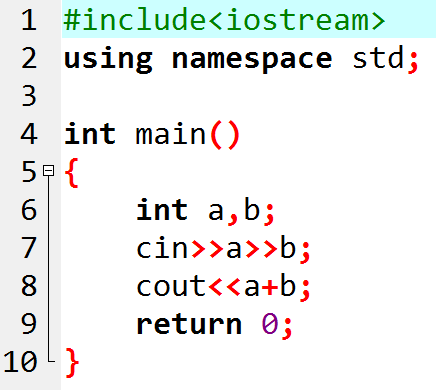 1 #include<iostream>
2 using namespace std;
3
4 int main()
5 {
6     int a,b;
7     cin>>a>>b;
8     cout<<a+b;
9     return 0;
10 }